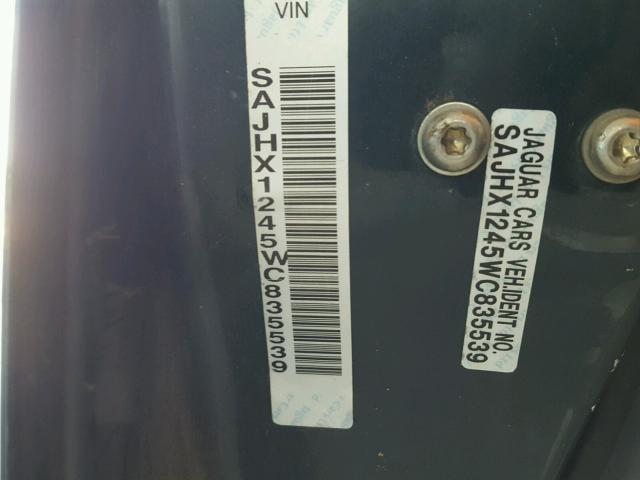 VIN
SAJHX1245WC835539
JAGUAR CARS VEH.IDENT NO.
SAJHX1245WC835539